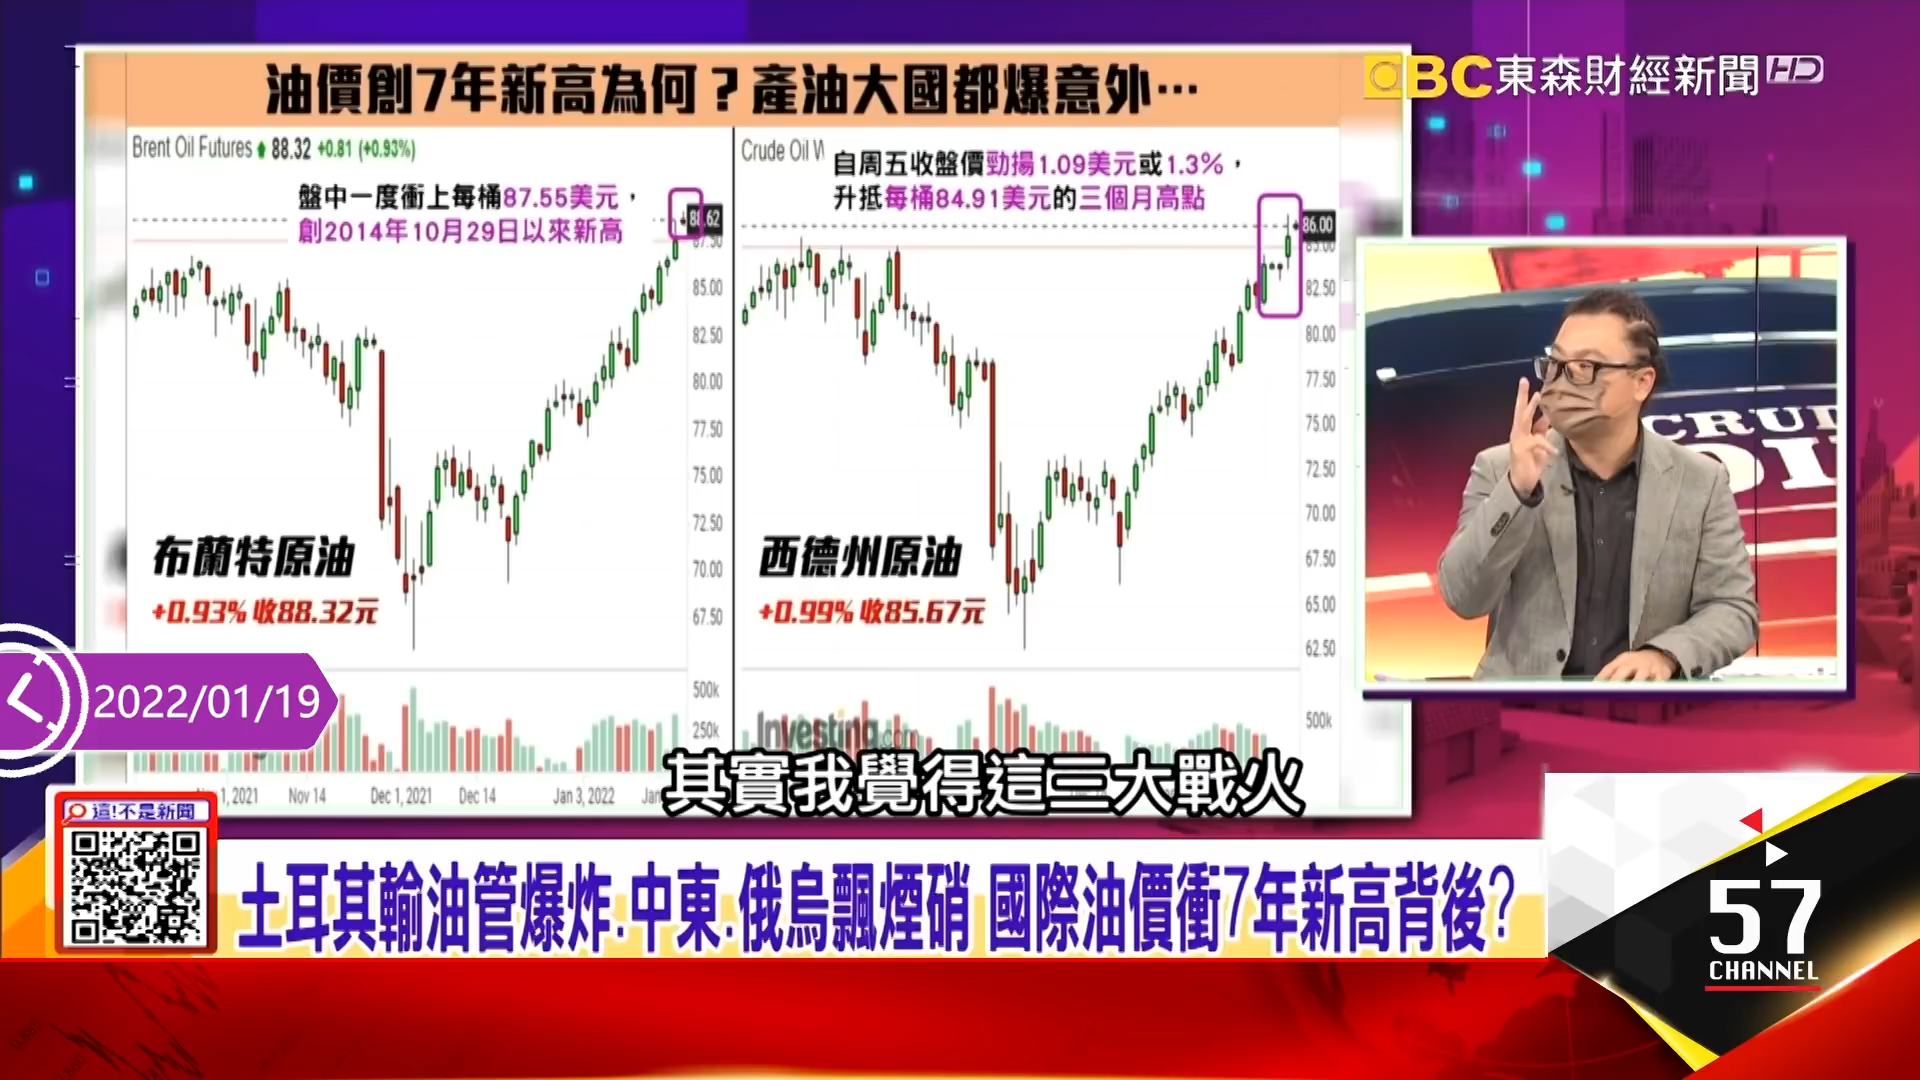 油價創7年新高為何？產油大國都爆意外…
EBC東森財經新聞HD
Brent Oil Futures 88.32 +0.81 (+0.93%)
盤中一度衝上每桶87.55美元，
創2014年10月29日以來新高
88.62
87.50
85.00
82.50
80.00
77.50
75.00
72.50
70.00
67.50
500k
250k
布蘭特原油
+0.93% 收88.32元
1, 2021
Nov 14
Dec 1, 2021
Dec 14
Jan 3, 2022
Crude Oil
自周五收盤價勁揚1.09美元或1.3%，
升抵每桶84.91美元的三個月高點
86.00
85.00
82.50
80.00
77.50
75.00
72.50
70.00
67.50
65.00
62.50
500k
西德州原油
+0.99% 收85.67元
Investing.com
CRUD
OI
2022/01/19
其實我覺得這三大戰火
這!不是新聞
土耳其輸油管爆炸.中東.俄烏飄煙硝 國際油價衝7年新高背後?
57
CHANNEL